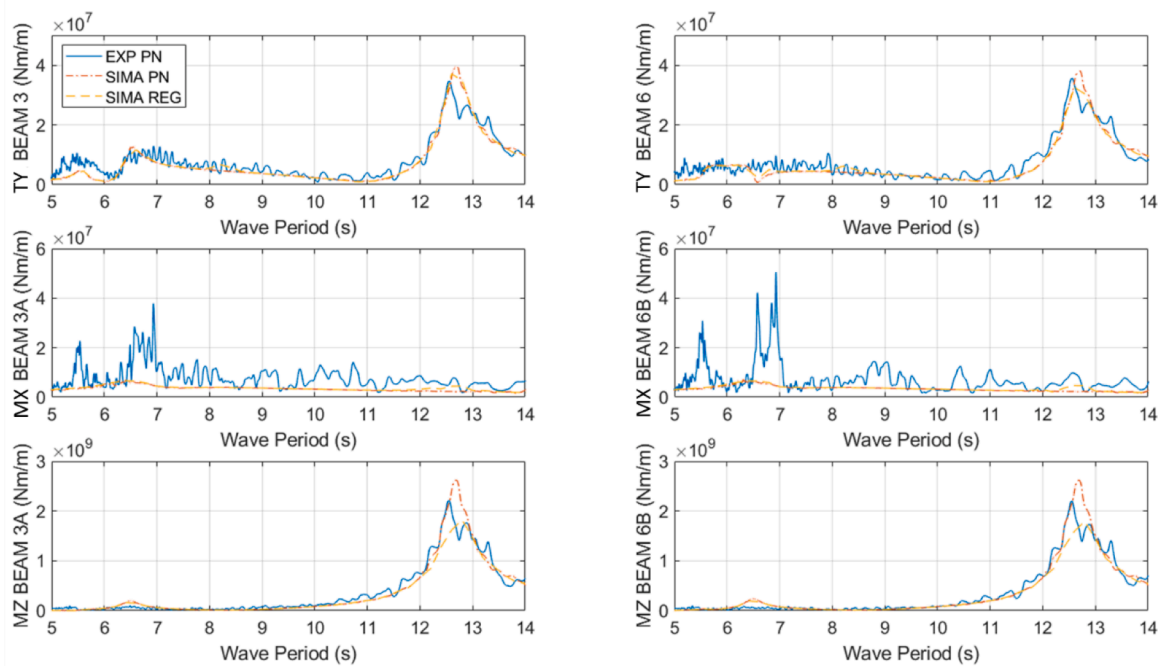 ×10⁷
TY BEAM 3 (Nm/m)
EXP PN
SIMA PN
SIMA REG
6
4
2
0
5 6 7 8 9 10 11 12 13 14
Wave Period (s)
×10⁷
TY BEAM 6 (Nm/m)
6
4
2
0
5 6 7 8 9 10 11 12 13 14
Wave Period (s)
×10⁷
MX BEAM 3A (Nm/m)
6
4
2
0
5 6 7 8 9 10 11 12 13 14
Wave Period (s)
×10⁷
MX BEAM 6B (Nm/m)
6
4
2
0
5 6 7 8 9 10 11 12 13 14
Wave Period (s)
×10⁹
MZ BEAM 3A (Nm/m)
3
2
1
0
5 6 7 8 9 10 11 12 13 14
Wave Period (s)
×10⁹
MZ BEAM 6B (Nm/m)
3
2
1
0
5 6 7 8 9 10 11 12 13 14
Wave Period (s)